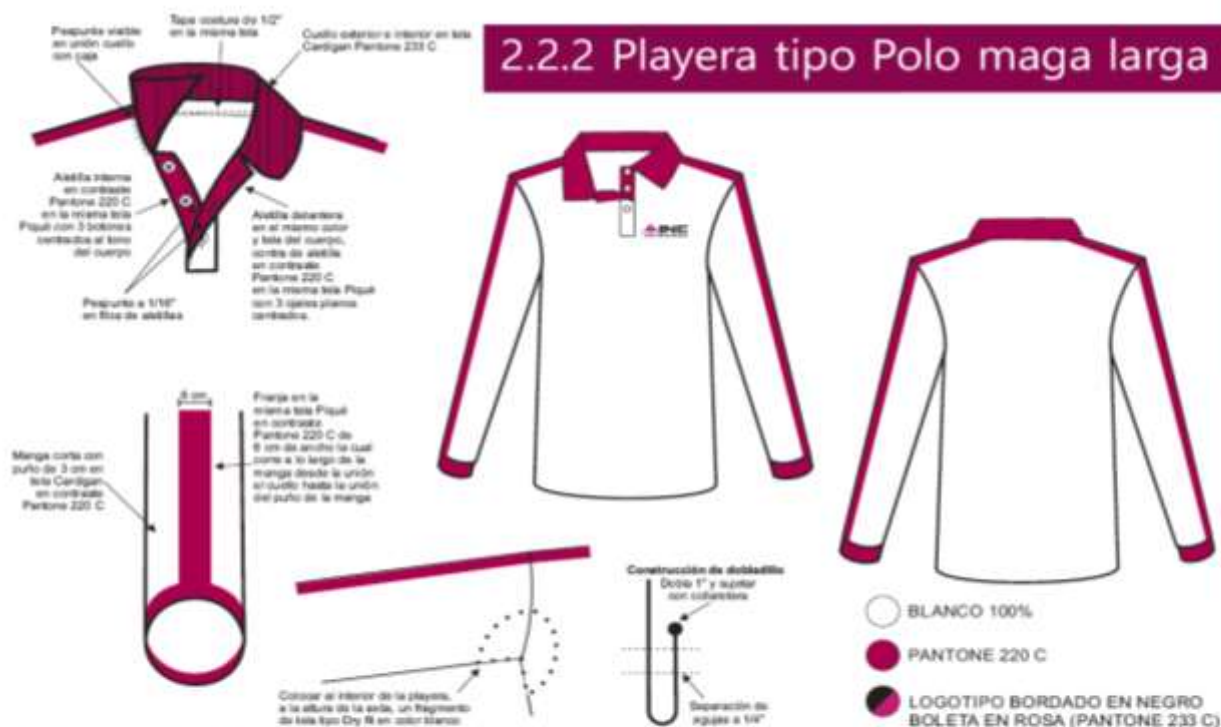 2.2.2 Playera tipo Polo maga larga
Pespunte visible
en unión cuello
con caja
Tapa costura de 1/2"
en la misma tela
Cuello exterior e interior en tela
Cardigan Pantone 233 C
Aletilla interna
en contraste
Pantone 220 C
en la misma tela
Piqué con 3 botones
centrados al tono
del cuerpo
Aletilla delantera
en el mismo color
y tela del cuerpo,
contra de aletilla
en contraste
Pantone 220 C
en la misma tela Piqué
con 3 ojales planos
centrados.
Pespunte a 1/16"
en filos de aletillas
INE
6 cm
Manga corta con
puño de 3 cm en
tela Cardigan
en contraste
Pantone 220 C
Franja en la
misma tela Piqué
en contraste
Pantone 220 C de
6 cm de ancho la cual
corre a lo largo de la
manga desde la unión
al cuello hasta la unión
del puño de la manga
Colocar al interior de la playera,
a la altura de la axila, un fragmento
de tela tipo Dry fit en color blanco
Construcción de dobladillo
Dobla 1" y sujetar
con collaretera
Separación de
agujas a 1/4"
BLANCO 100%
PANTONE 220 C
LOGOTIPO BORDADO EN NEGRO
BOLETA EN ROSA (PANTONE 233 C)